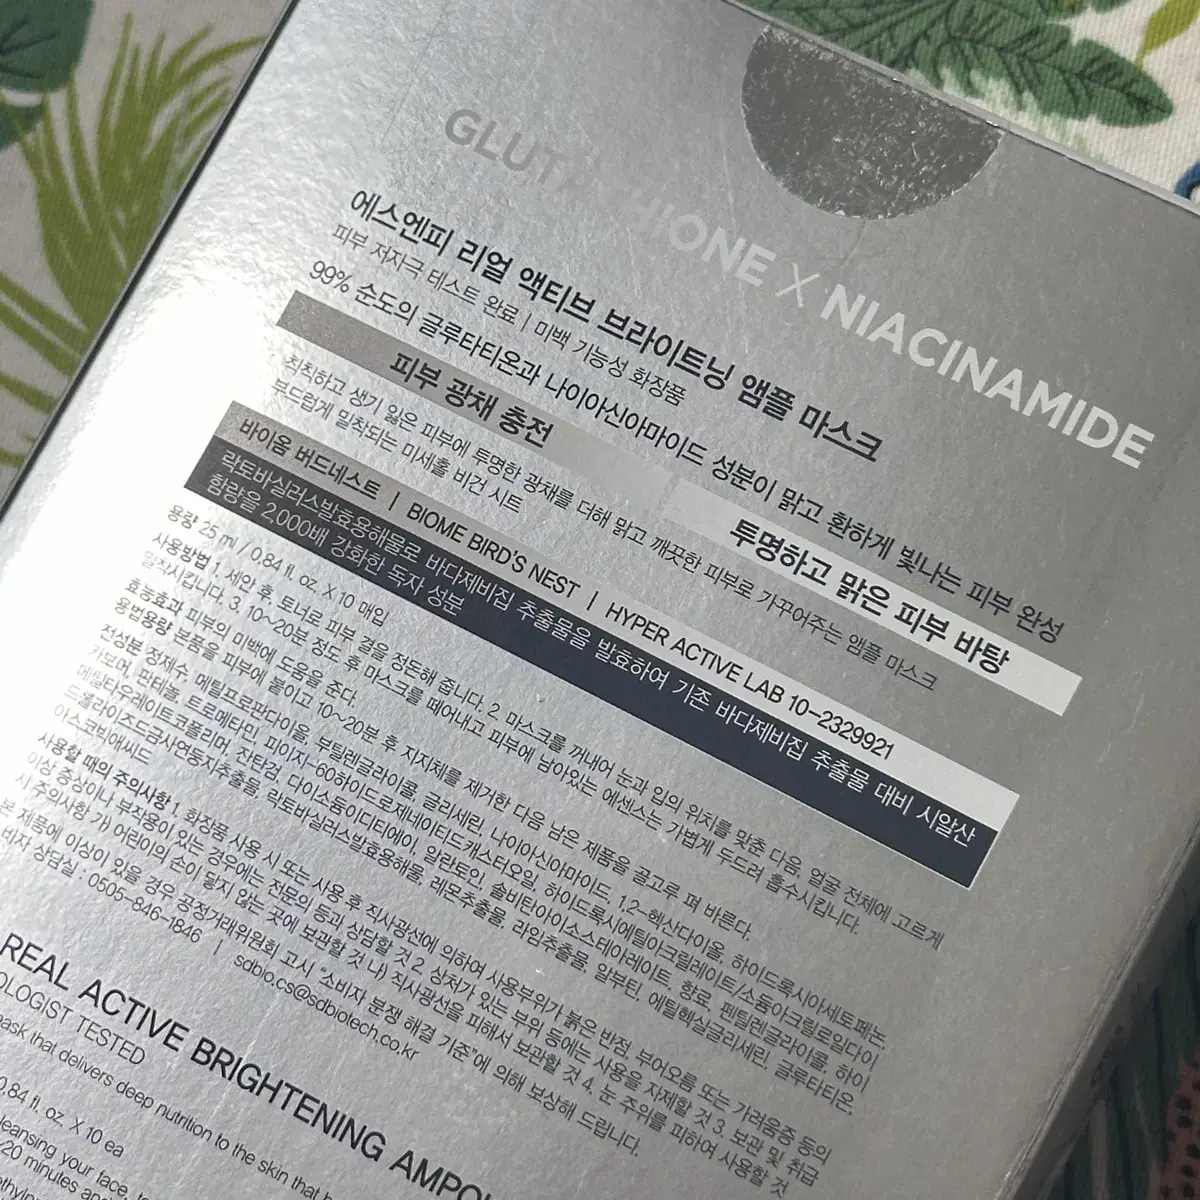 GLUTATHIONE X NIACINAMIDE
에스엔피 리얼 액티브 브라이트닝 앰플 마스크
피부 저자극 테스트 완료 | 미백 기능성 화장품
99% 순도의 글루타티온과 나이아신아마이드 성분이 맑고 환하게 빛나는 피부 완성
피부 광채 충전
투명하고 맑은 피부 바탕
칙칙하고 생기 잃은 피부에 투명한 광채를 더해 맑고 깨끗한 피부로 가꾸어주는 앰플 마스크
부드럽게 밀착되는 미세홀 비건 시트
바이옴 버드네스트 | BIOME BIRD'S NEST | HYPER ACTIVE LAB 10-2329921
락토바실러스발효용해물로 바다제비집 추출물을 발효하여 기존 바다제비집 추출물 대비 시알산
함량을 2,000배 강화한 독자 성분
용량 25 ml / 0.84 fl. oz. X 10 매입
사용방법 1. 세안 후 토너로 피부 결을 정돈해 줍니다. 2. 마스크를 꺼내어 눈과 입의 위치를 맞춘 다음, 얼굴 전체에 고르게
밀착시킵니다. 3. 10~20분 정도 후 마스크를 떼어내고 피부에 남아있는 에센스는 가볍게 두드려 흡수시킵니다.
효능효과 피부의 미백에 도움을 준다.
용법용량 본품을 피부에 붙이고 10~20분 후 지지체를 제거한 다음 남은 제품을 골고루 펴 바른다.
전성분 정제수, 메틸프로판다이올, 부틸렌글라이콜, 글리세린, 나이아신아마이드, 1,2-헥산다이올, 하이드록시아세토페논,
카보머, 판테놀, 트로메타민, 피이지-60하이드로제네이티드캐스터오일, 하이드록시에틸아크릴레이트/소듐아크릴로일다이
메틸타우레이트코폴리머, 잔탄검, 다이소듐이디티에이, 알란토인, 솔비탄아이소스테아레이트, 향료, 펜틸렌글라이콜, 하이
드롤라이즈드금사연둥지추출물, 락토바실러스발효용해물, 레몬추출물, 라임추출물, 알부틴, 에틸헥실글리세린, 글루타티온,
아스코빅애씨드
사용할 때의 주의사항 1. 화장품 사용 시 또는 사용 후 직사광선에 의하여 사용부위가 붉은 반점, 부어오름 또는 가려움증 등의
이상 증상이나 부작용이 있는 경우에는 전문의 등과 상담할 것 2. 상처가 있는 부위 등에는 사용을 자제할 것 3. 보관 및 취급
시 주의사항 가) 어린이의 손이 닿지 않는 곳에 보관할 것 나) 직사광선을 피해서 보관할 것 4. 눈 주위를 피하여 사용할 것
본 제품에 이상이 있을 경우 공정거래위원회 고시 "소비자 분쟁 해결 기준"에 의해 보상해 드립니다.
비자 상담실 : 0505-846-1846 | sdbio.cs@sdbiotech.co.kr
REAL ACTIVE BRIGHTENING AMPO
OLOGIST TESTED
mask that delivers deep nutrition to the skin that h
0.84 fl. oz. X 10 ea
leansing your face,
20 minutes